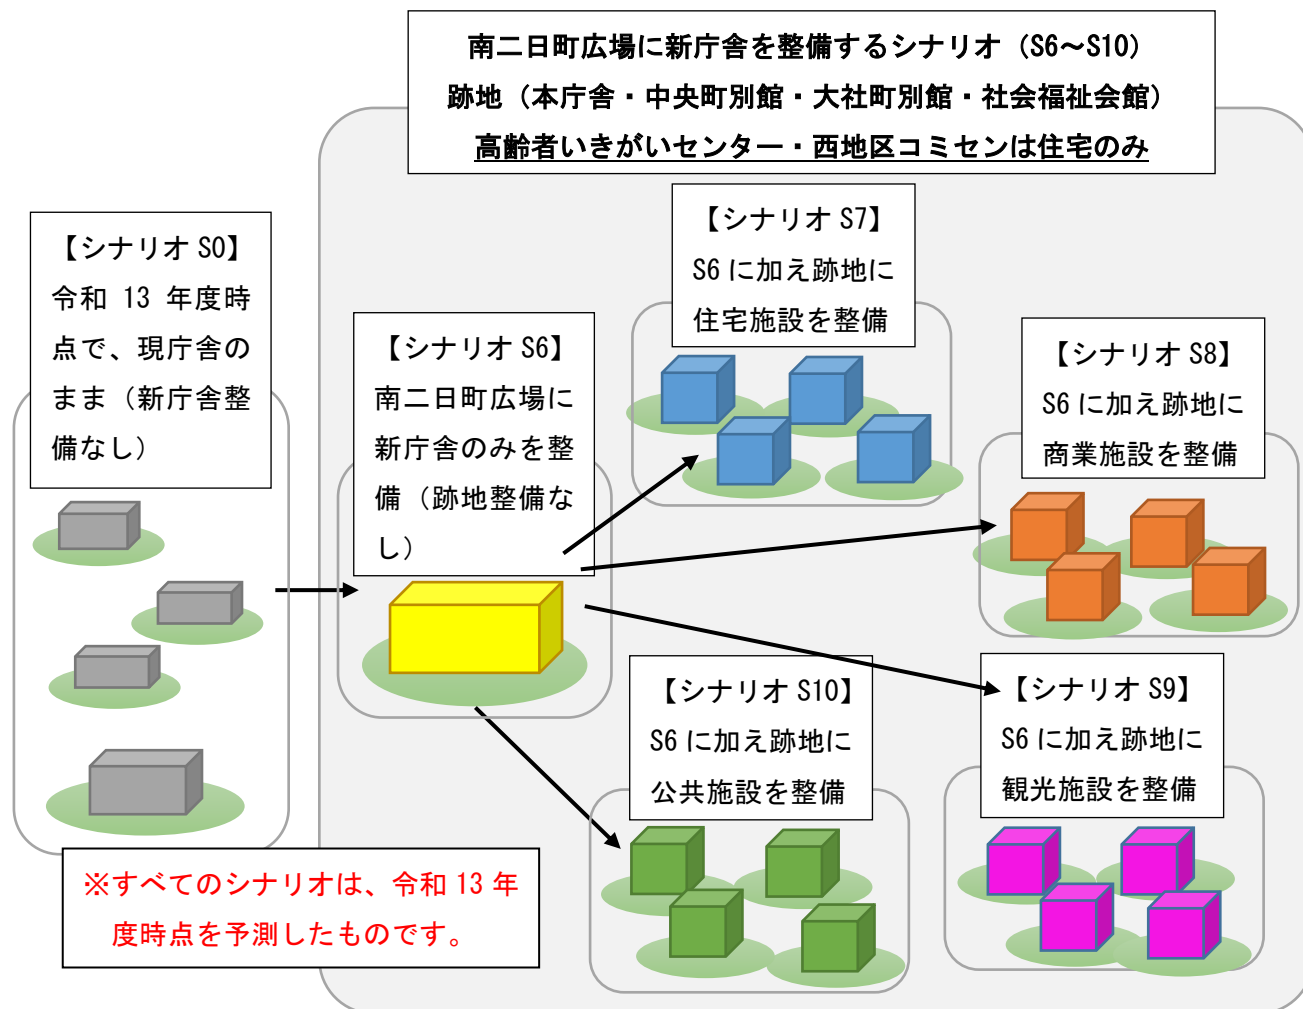 南二日町広場に新庁舎を整備するシナリオ（S6～S10）
跡地（本庁舎・中央町別館・大社町別館・社会福祉会館）
高齢者いきがいセンター・西地区コミセンは住宅のみ
【シナリオ S0】
令和 13 年度時
点で、現庁舎の
まま（新庁舎整
備なし）
【シナリオ S6】
南二日町広場に
新庁舎のみを整
備（跡地整備な
し）
【シナリオ S7】
S6 に加え跡地に
住宅施設を整備
【シナリオ S8】
S6 に加え跡地に
商業施設を整備
【シナリオ S10】
S6 に加え跡地に
公共施設を整備
【シナリオ S9】
S6 に加え跡地に
観光施設を整備
※すべてのシナリオは、令和 13 年
度時点を予測したものです。